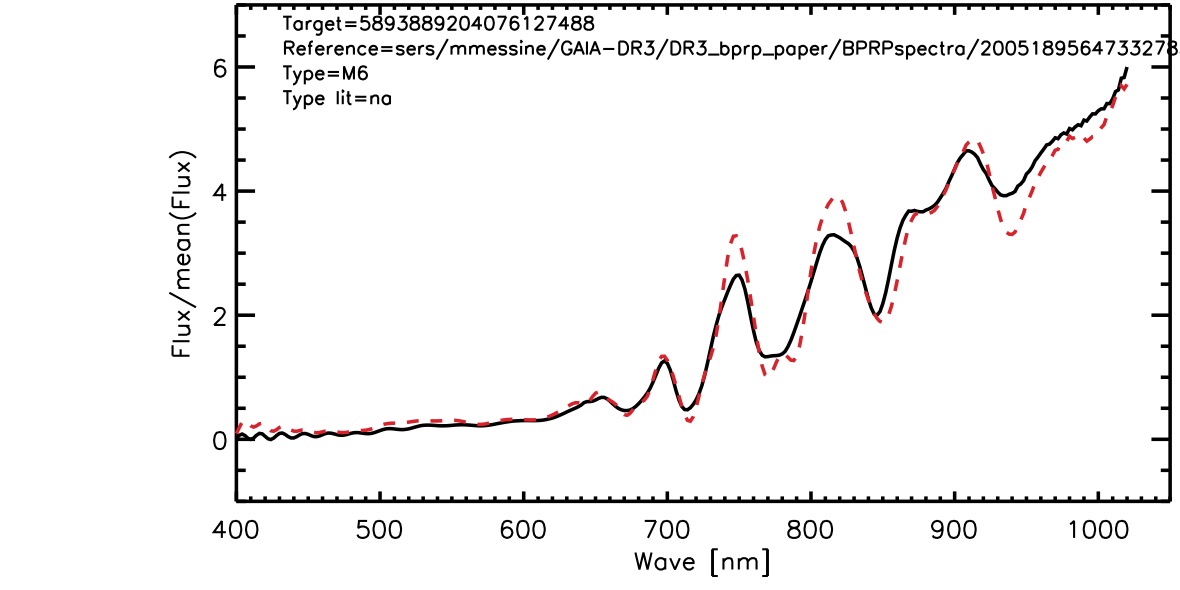 Target=5893889204076127488
Reference=sers/mmessine/GAIA-DR3/DR3_bprp_paper/BPRPspectra/2005189564733278
Type=M6
Type lit=na
Flux/mean(Flux)
6
4
2
0
400 500 600 700 800 900 1000
Wave [nm]